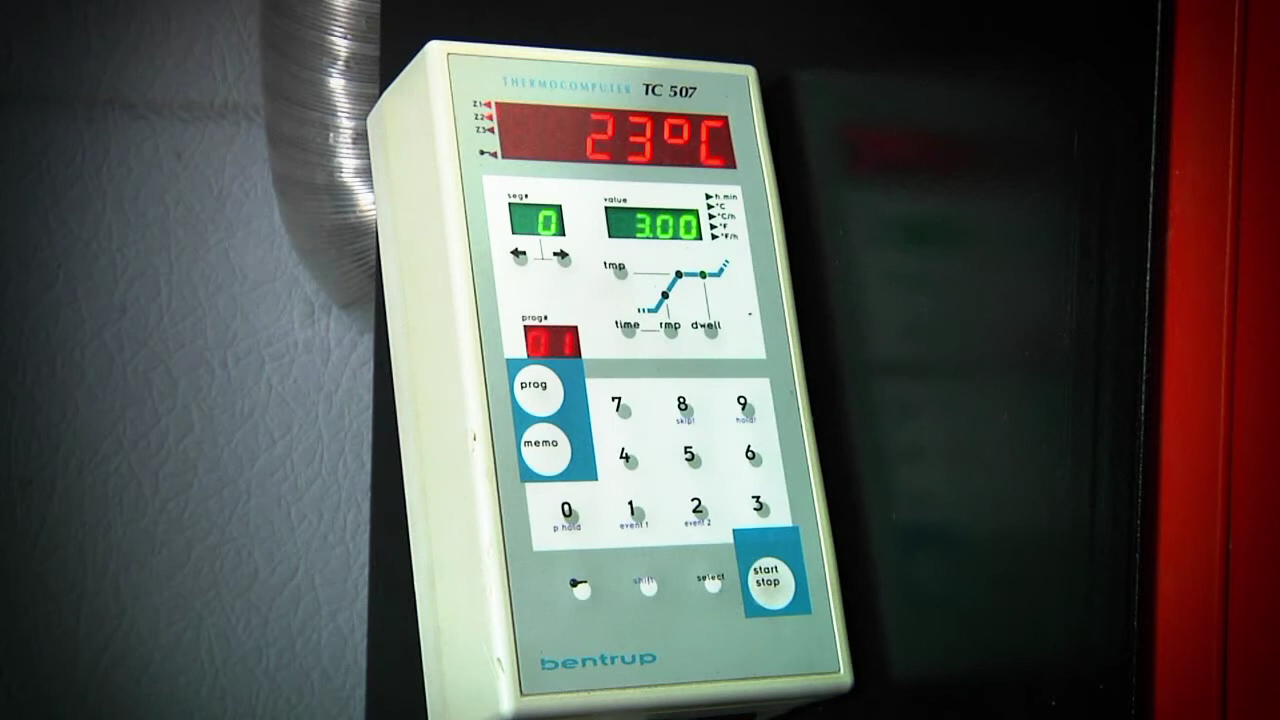 THERMOCOMPUTER TC 507
Z1
Z2
Z3
23°C
seg#
value
h.min
°C
°C/h
°F
°F/h
0
3.00
tmp
time rmp dwell
prog#
01
prog
memo
7 8 9
skip! hold!
4 5 6
0 1 2 3
p hold event 1 event 2
shift select
start
stop
bentrup